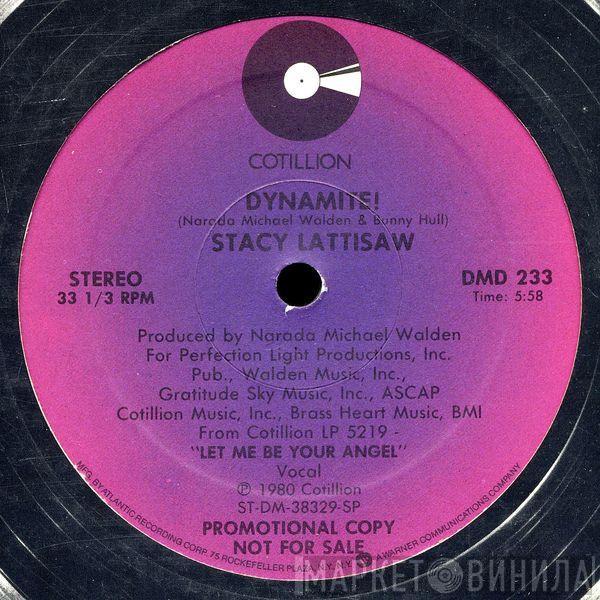 COTILLION
DYNAMITE!
(Narada Michael Walden & Bunny Hull)
STACY LATTISAW
STEREO
33 1/3 RPM
DMD 233
Time: 5:58
Produced by Narada Michael Walden
For Perfection Light Productions, Inc.
Pub., Walden Music, Inc.,
Gratitude Sky Music, Inc., ASCAP
Cotillion Music, Inc., Brass Heart Music, BMI
From Cotillion LP 5219 -
"LET ME BE YOUR ANGEL"
Vocal
℗ 1980 Cotillion
ST-DM-38329-SP
PROMOTIONAL COPY
NOT FOR SALE
MFG. BY ATLANTIC RECORDING CORP. 75 ROCKEFELLER PLAZA, N.Y. N.Y. A WARNER COMMUNICATIONS COMPANY
МАРКЕТ ВИНИЛА